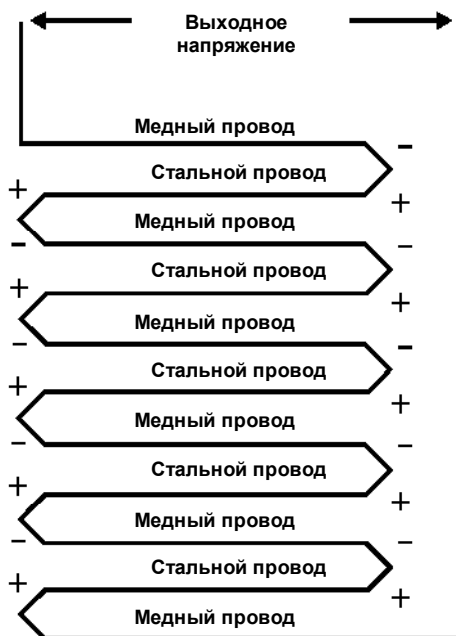 Выходное
напряжение
Медный провод
−
Стальной провод
+
+
Медный провод
−
−
Стальной провод
+
+
Медный провод
−
−
Стальной провод
+
+
Медный провод
−
−
Стальной провод
+
+
Медный провод
−
−
Стальной провод
+
+
Медный провод